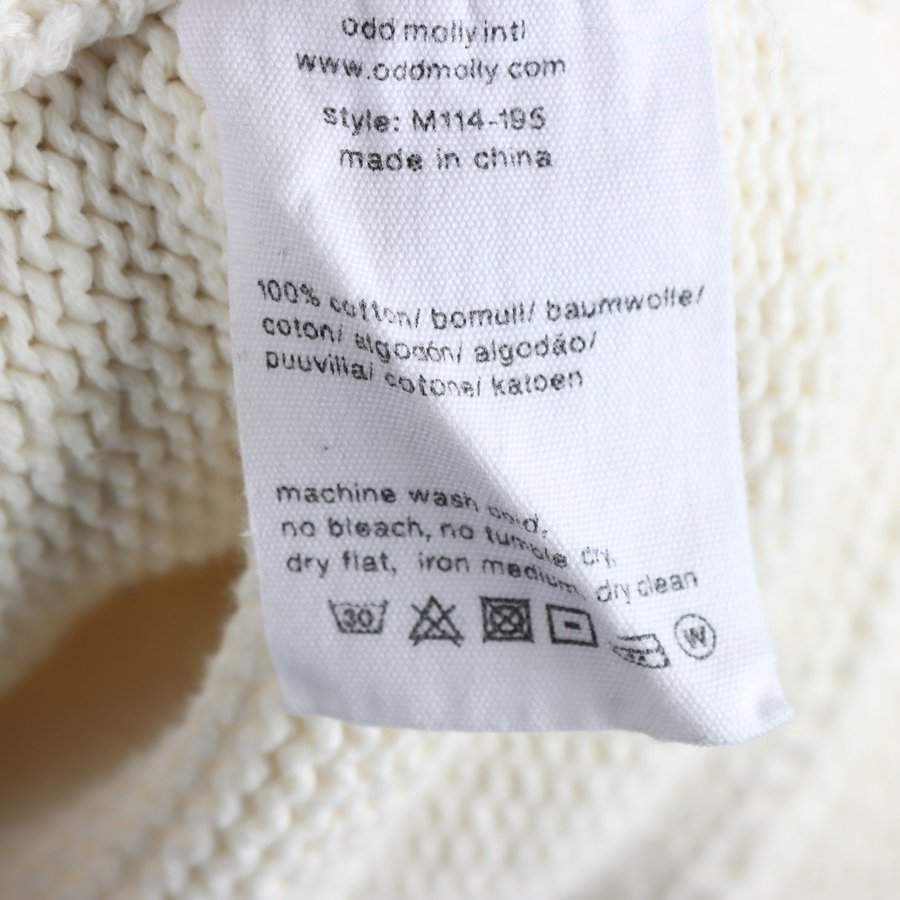 odd molly intl
www.oddmolly.com
style: M114-195
made in china
100% cotton/ bomull/ baumwolle/
coton/ algodón/ algodáo/
puuvilla/ cotone/ katoen
machine wash cold,
no bleach, no tumble dry,
dry flat, iron medium, dry clean
30 W